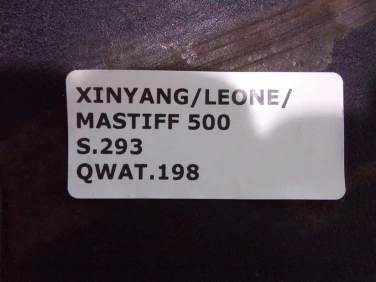 XINYANG/LEONE/
MASTIFF 500
S.293
QWAT.198